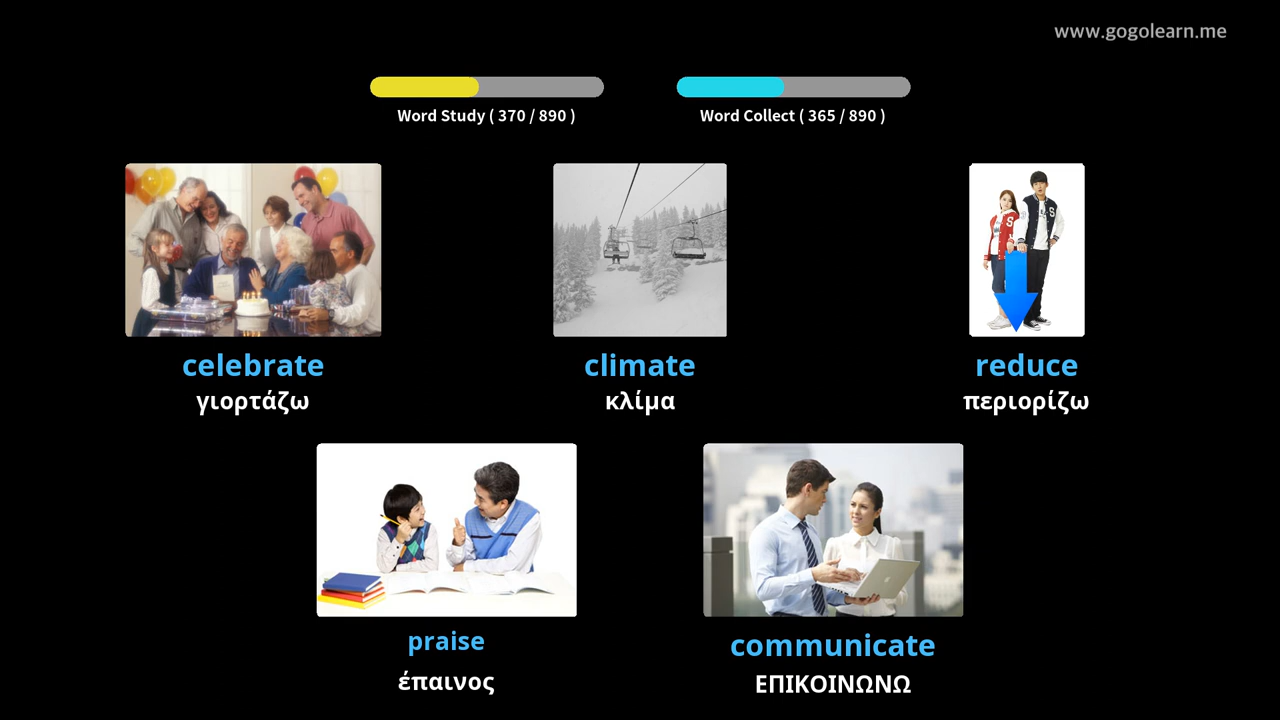 www.gogolearn.me
Word Study ( 370 / 890 )
Word Collect ( 365 / 890 )
celebrate
γιορτάζω
climate
κλίμα
reduce
περιορίζω
praise
έπαινος
communicate
ΕΠΙΚΟΙΝΩΝΩ